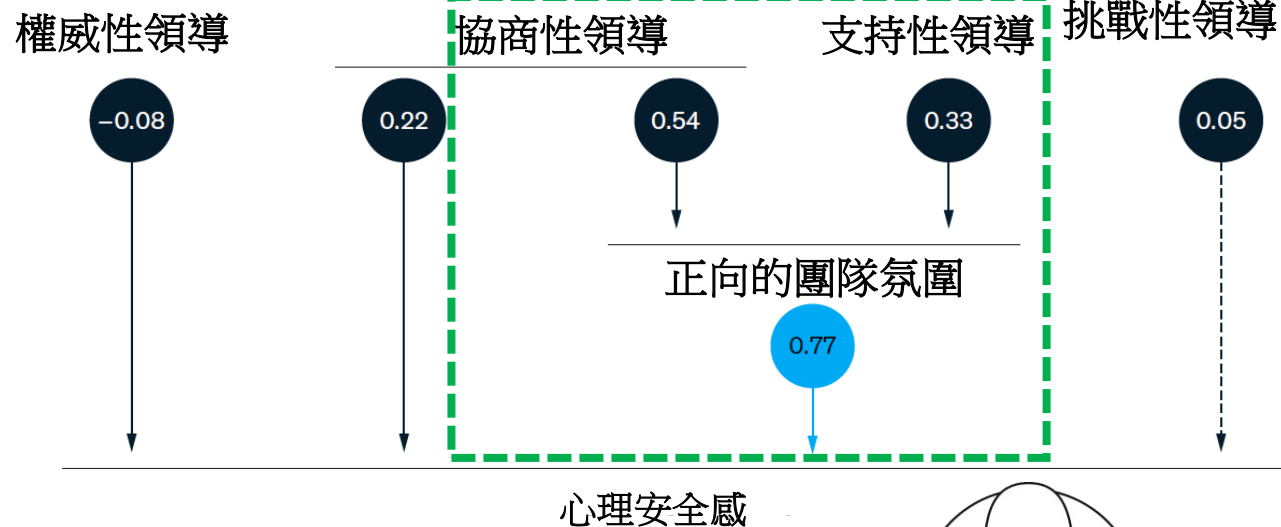 權威性領導
協商性領導
支持性領導
挑戰性領導
−0.08
0.22
0.54
0.33
0.05
正向的團隊氛圍
0.77
心理安全感